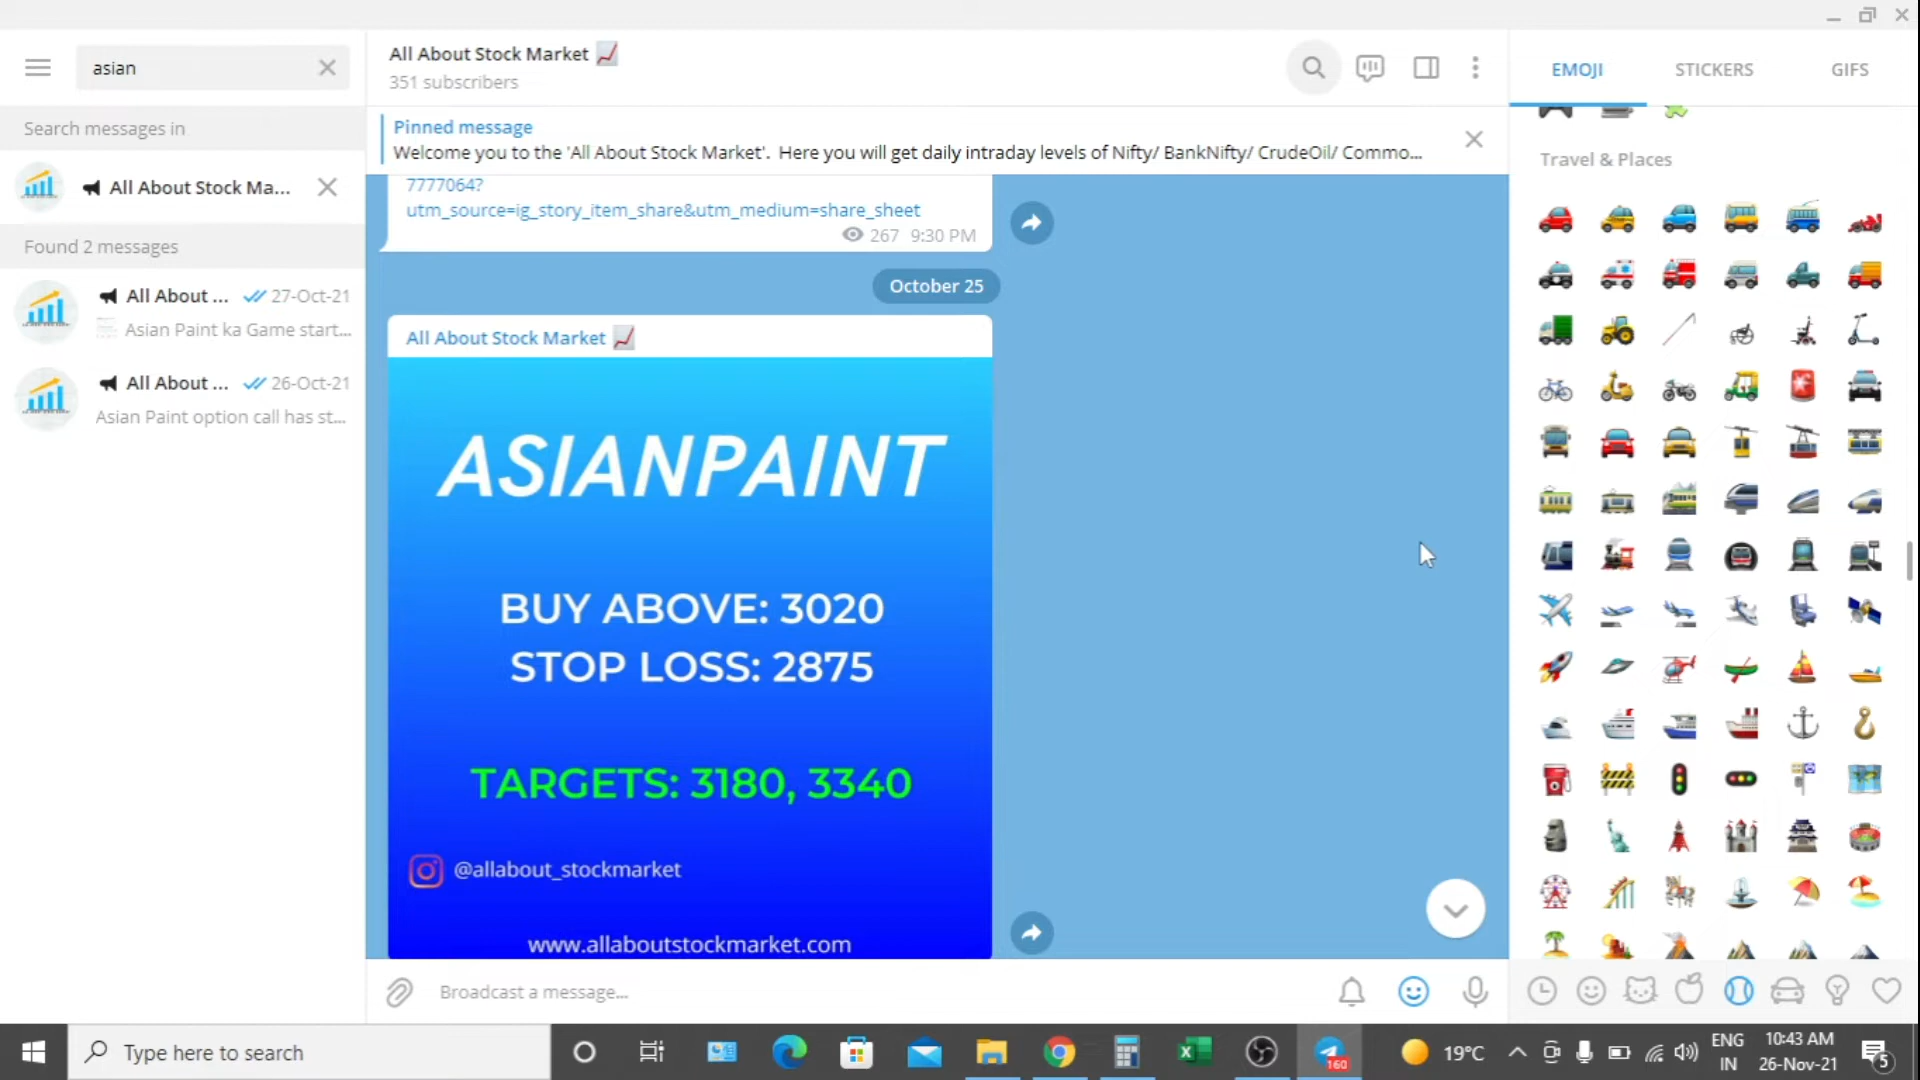 asian
Search messages in
All About Stock Ma...
Found 2 messages
All About ... 27-Oct-21
Asian Paint ka Game start...
All About ... 26-Oct-21
Asian Paint option call has st...
All About Stock Market
351 subscribers
Pinned message
Welcome you to the 'All About Stock Market'. Here you will get daily intraday levels of Nifty/ BankNifty/ CrudeOil/ Commo...
7777064?
utm_source=ig_story_item_share&utm_medium=share_sheet
267 9:30 PM
October 25
All About Stock Market
ASIANPAINT
BUY ABOVE: 3020
STOP LOSS: 2875
TARGETS: 3180, 3340
@allabout_stockmarket
www.allaboutstockmarket.com
Broadcast a message...
EMOJI STICKERS GIFS
Travel & Places
Type here to search
160
19°C
ENG
IN
10:43 AM
26-Nov-21
5